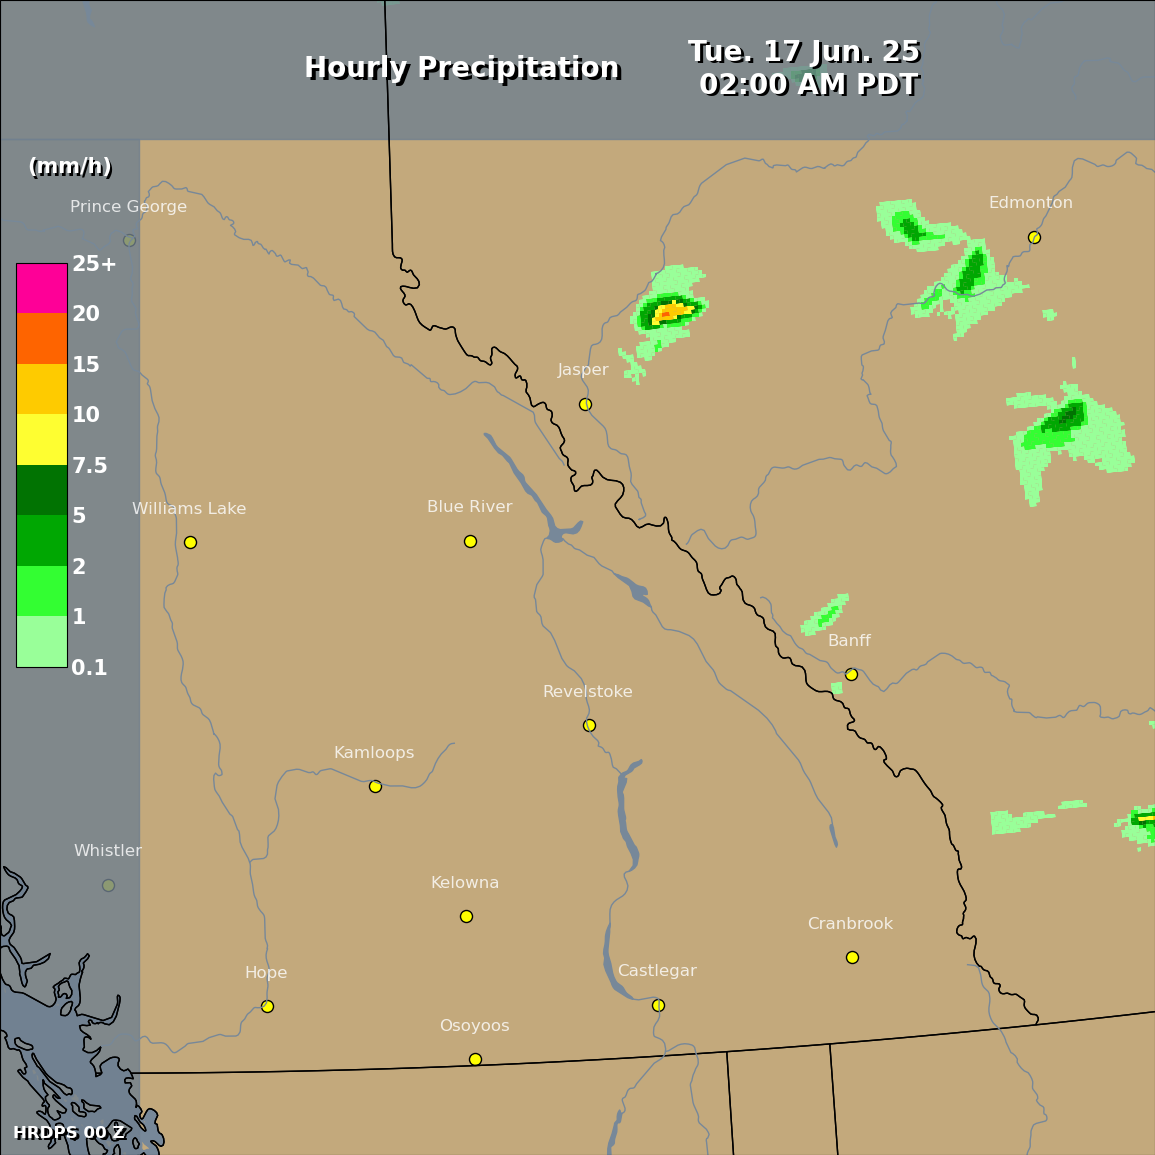 Hourly Precipitation
Tue. 17 Jun. 25
02:00 AM PDT
(mm/h)
Prince George
Edmonton
25+
20
15
Jasper
10
7.5
Williams Lake
Blue River
5
2
1
Banff
0.1
Revelstoke
Kamloops
Whistler
Kelowna
Cranbrook
Hope
Castlegar
Osoyoos
HRDPS 00 Z